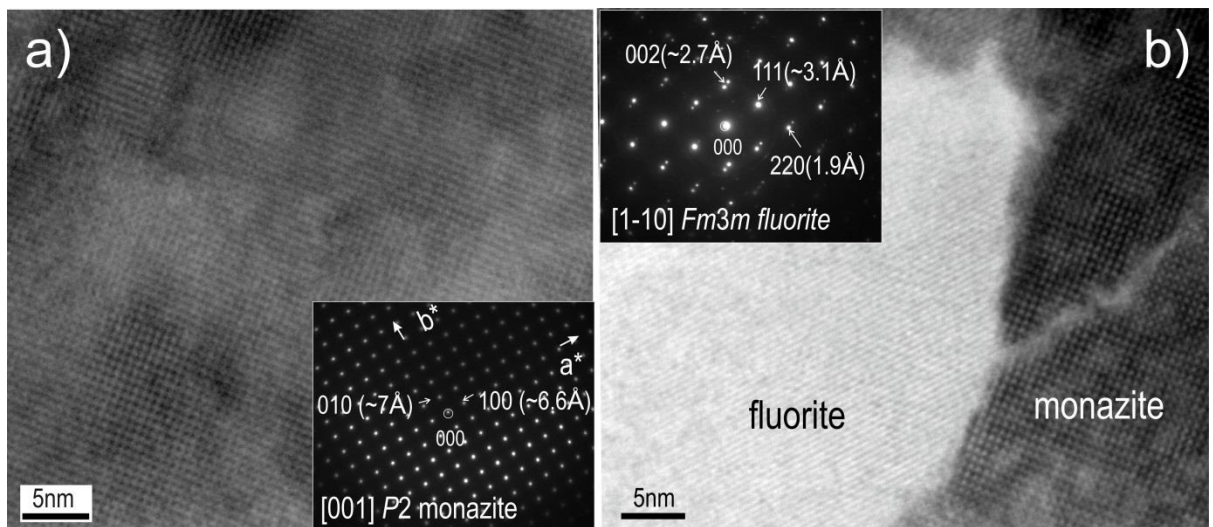 a)
b*
a*
010 (~7Å)
100 (~6.6Å)
000
[001] P2 monazite
5nm
b)
002(~2.7Å)
111(~3.1Å)
000
220(1.9Å)
[1-10] Fm3m fluorite
fluorite
monazite
5nm